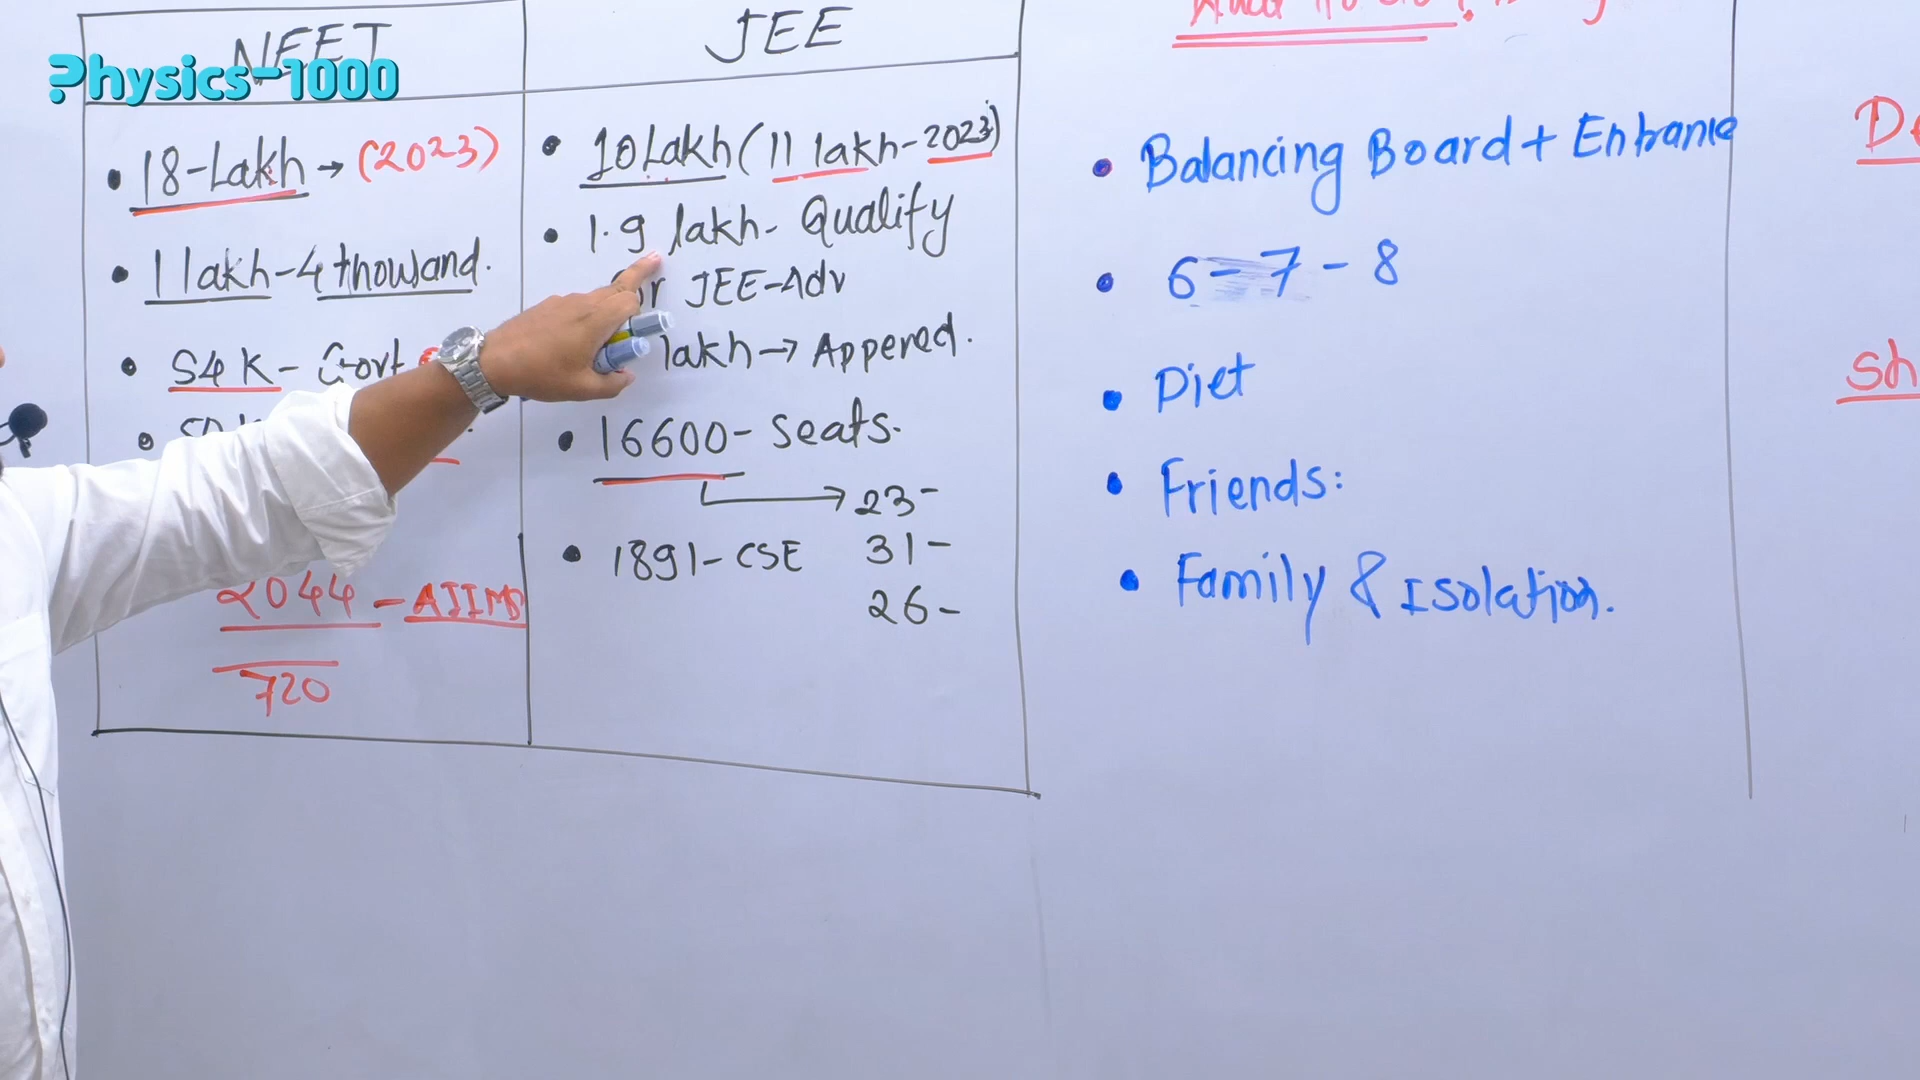 NEET
Physics-1000
• 18-Lakh → (2023)
• 1 lakh-4 thowand.
• 54 K - Govt
2044 - AIIMS
720
JEE
• 10 Lakh (11 lakh-2023)
• 1.9 lakh- Qualify
JEE-Adv
lakh → Appered.
• 16600- Seats.
23-
• 1891- CSE 31-
26-
• Balancing Board + Entrance
• 6-7-8
• Diet
• Friends:
• Family & Isolation.